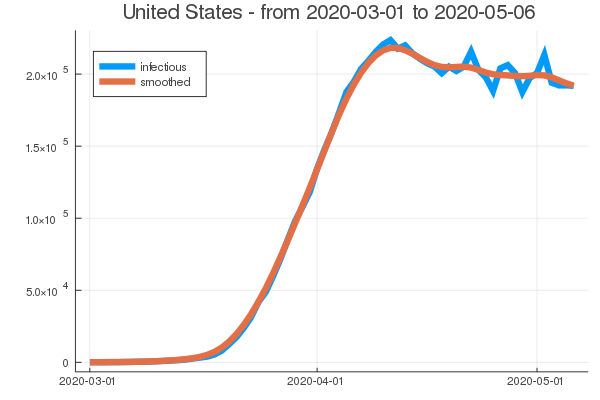 United States - from 2020-03-01 to 2020-05-06
infectious
smoothed
2.0×10 5
1.5×10 5
1.0×10 5
5.0×10 4
0
2020-03-01 2020-04-01 2020-05-01